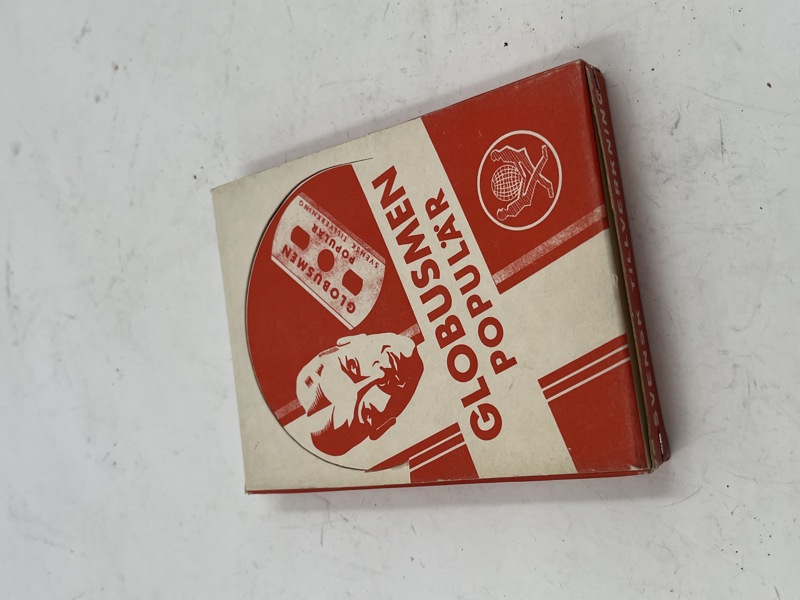 GLOBUSMEN
POPULÄR
SVENSK TILLVERKNING
GLOBUSMEN
POPULÄR
SVENSK TILLVERKNING